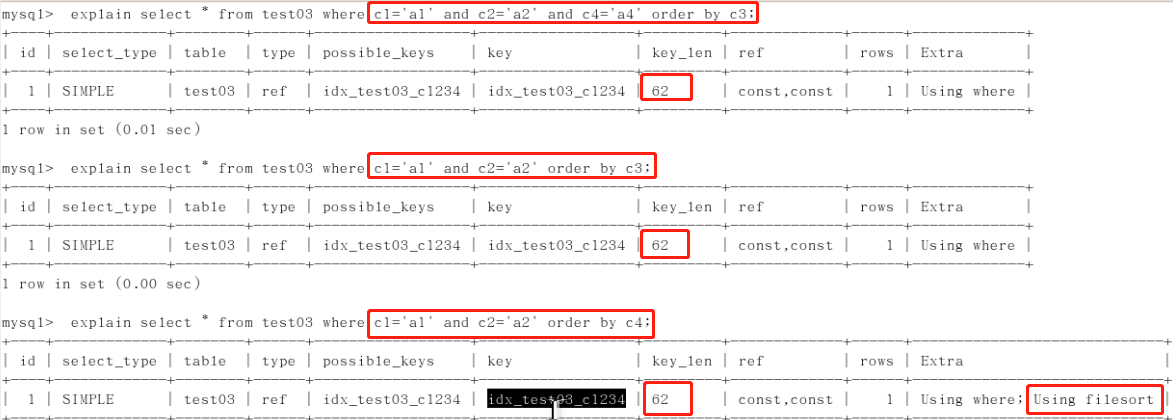 mysql> explain select * from test03 where c1='a1' and c2='a2' and c4='a4' order by c3;
+----+-------------+--------+------+------------------+------------------+---------+-------------+------+-------------+
| id | select_type | table | type | possible_keys | key | key_len | ref | rows | Extra |
+----+-------------+--------+------+------------------+------------------+---------+-------------+------+-------------+
| 1 | SIMPLE | test03 | ref | idx_test03_c1234 | idx_test03_c1234 | 62 | const,const | 1 | Using where |
+----+-------------+--------+------+------------------+------------------+---------+-------------+------+-------------+
1 row in set (0.01 sec)
mysql> explain select * from test03 where c1='a1' and c2='a2' order by c3;
+----+-------------+--------+------+------------------+------------------+---------+-------------+------+-------------+
| id | select_type | table | type | possible_keys | key | key_len | ref | rows | Extra |
+----+-------------+--------+------+------------------+------------------+---------+-------------+------+-------------+
| 1 | SIMPLE | test03 | ref | idx_test03_c1234 | idx_test03_c1234 | 62 | const,const | 1 | Using where |
+----+-------------+--------+------+------------------+------------------+---------+-------------+------+-------------+
1 row in set (0.00 sec)
mysql> explain select * from test03 where c1='a1' and c2='a2' order by c4;
+----+-------------+--------+------+------------------+------------------+---------+-------------+------+-----------------------------+
| id | select_type | table | type | possible_keys | key | key_len | ref | rows | Extra |
+----+-------------+--------+------+------------------+------------------+---------+-------------+------+-----------------------------+
| 1 | SIMPLE | test03 | ref | idx_test03_c1234 | idx_test03_c1234 | 62 | const,const | 1 | Using where; Using filesort |